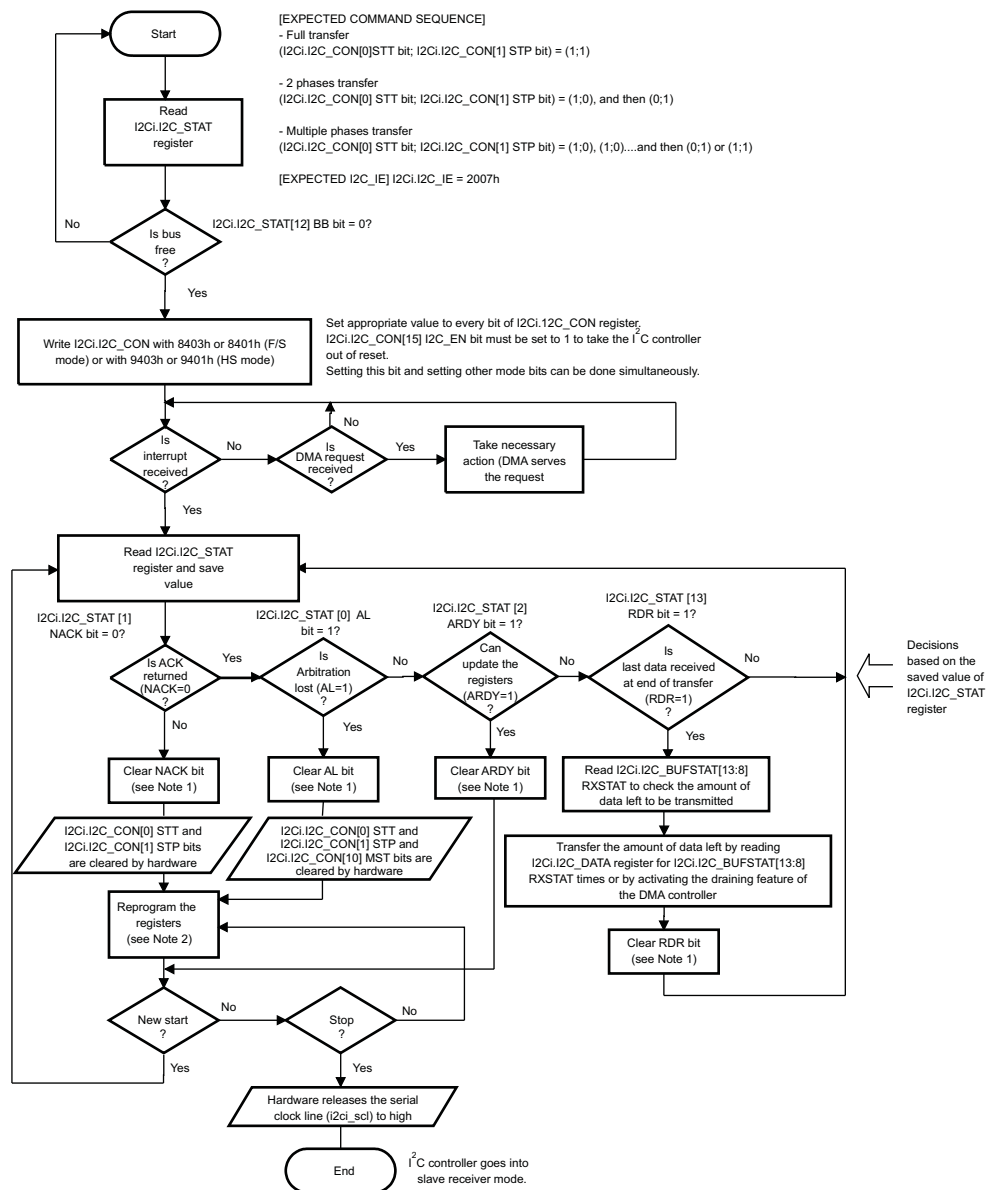 Start
[EXPECTED COMMAND SEQUENCE]
- Full transfer
(I2Ci.I2C_CON[0]STT bit; I2Ci.I2C_CON[1] STP bit) = (1;1)
- 2 phases transfer
(I2Ci.I2C_CON[0] STT bit; I2Ci.I2C_CON[1] STP bit) = (1;0), and then (0;1)
- Multiple phases transfer
(I2Ci.I2C_CON[0] STT bit; I2Ci.I2C_CON[1] STP bit) = (1;0), (1;0)....and then (0;1) or (1;1)
[EXPECTED I2C_IE] I2Ci.I2C_IE = 2007h
Read
I2Ci.I2C_STAT
register
No
I2Ci.I2C_STAT[12] BB bit = 0?
Is bus
free
?
Yes
Write I2Ci.I2C_CON with 8403h or 8401h (F/S
mode) or with 9403h or 9401h (HS mode)
Set appropriate value to every bit of I2Ci.12C_CON register.
I2Ci.I2C_CON[15] I2C_EN bit must be set to 1 to take the I2C controller
out of reset.
Setting this bit and setting other mode bits can be done simultaneously.
Is
interrupt
received
?
No
Is
DMA request
received
?
No
Yes
Take necessary
action (DMA serves
the request
Yes
Read I2Ci.I2C_STAT
register and save
value
I2Ci.I2C_STAT [1]
NACK bit = 0?
I2Ci.I2C_STAT [0] AL
bit = 1?
I2Ci.I2C_STAT [2]
ARDY bit = 1?
I2Ci.I2C_STAT [13]
RDR bit = 1?
Is ACK
returned
(NACK=0
?
Yes
Is
Arbitration
lost (AL=1)
?
No
Can
update the
registers
(ARDY=1)
?
No
Is
last data received
at end of transfer
(RDR=1)
?
No
Decisions
based on the
saved value of
I2Ci.I2C_STAT
register
No
Yes
Yes
Yes
Clear NACK bit
(see Note 1)
Clear AL bit
(see Note 1)
Clear ARDY bit
(see Note 1)
Read I2Ci.I2C_BUFSTAT[13:8]
RXSTAT to check the amount of
data left to be transmitted
I2Ci.I2C_CON[0] STT and
I2Ci.I2C_CON[1] STP bits
are cleared by hardware
I2Ci.I2C_CON[0] STT and
I2Ci.I2C_CON[1] STP and
I2Ci.I2C_CON[10] MST bits are
cleared by hardware
Transfer the amount of data left by reading
I2Ci.I2C_DATA register for I2Ci.I2C_BUFSTAT[13:8]
RXSTAT times or by activating the draining feature of
the DMA controller
Reprogram the
registers
(see Note 2)
Clear RDR bit
(see Note 1)
New start
?
No
Stop
?
No
Yes
Yes
Hardware releases the serial
clock line (i2ci_scl) to high
End
I2C controller goes into
slave receiver mode.